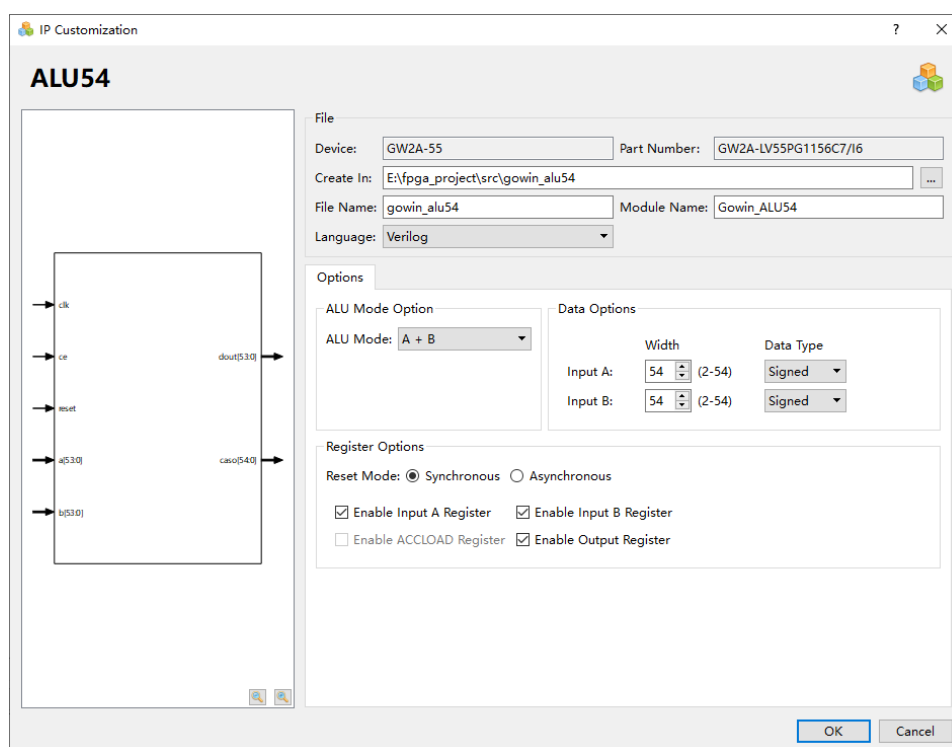 IP Customization
?
ALU54
clk
ce
reset
a[53:0]
b[53:0]
dout[53:0]
caso[54:0]
File
Device: GW2A-55 Part Number: GW2A-LV55PG1156C7/I6
Create In: E:\fpga_project\src\gowin_alu54 ...
File Name: gowin_alu54 Module Name: Gowin_ALU54
Language: Verilog
Options
ALU Mode Option
ALU Mode: A + B
Data Options
Width Data Type
Input A: 54 (2-54) Signed
Input B: 54 (2-54) Signed
Register Options
Reset Mode: Synchronous Asynchronous
Enable Input A Register Enable Input B Register
Enable ACCLOAD Register Enable Output Register
OK Cancel